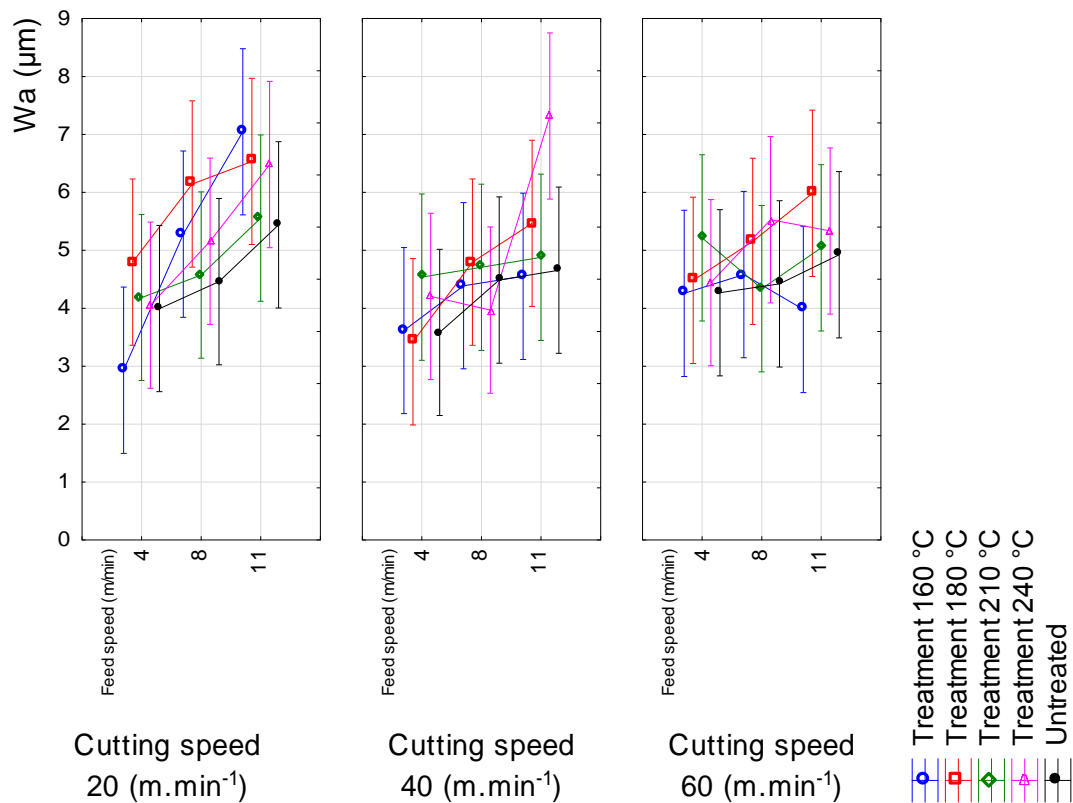 Wa (µm)
9
8
7
6
5
4
3
2
1
0
Feed speed (m/min)
4
8
11
Feed speed (m/min)
4
8
11
Feed speed (m/min)
4
8
11
Cutting speed
20 (m.min⁻¹)
Cutting speed
40 (m.min⁻¹)
Cutting speed
60 (m.min⁻¹)
Treatment 160 °C
Treatment 180 °C
Treatment 210 °C
Treatment 240 °C
Untreated